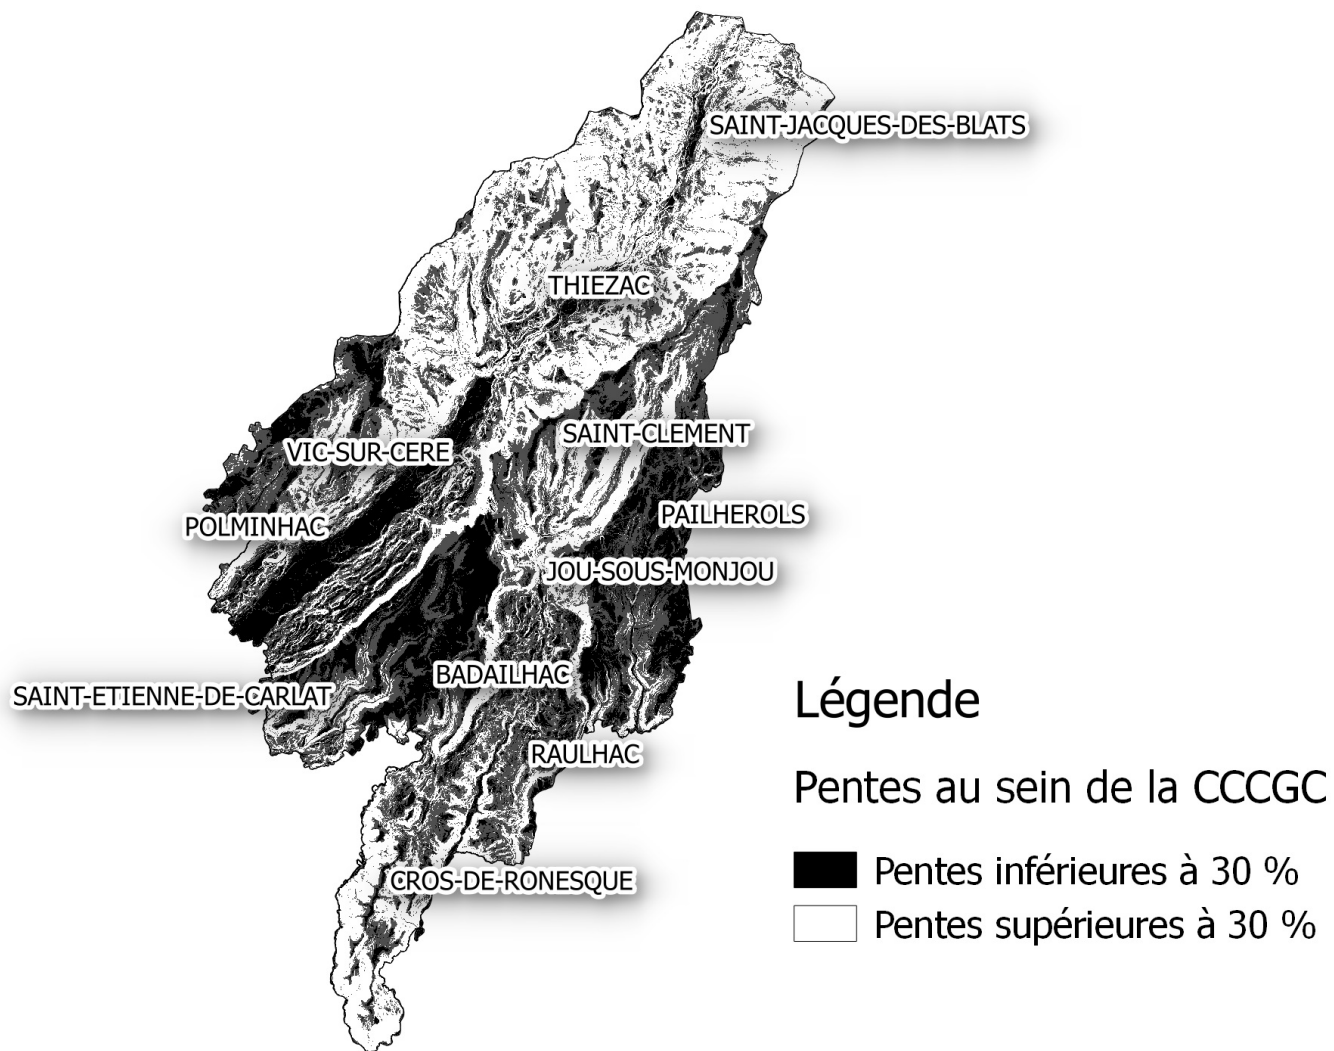 SAINT-JACQUES-DES-BLATS
THIEZAC
SAINT-CLEMENT
VIC-SUR-CERE
PAILHEROLS
POLMINHAC
JOU-SOUS-MONJOU
BADAILHAC
SAINT-ETIENNE-DE-CARLAT
RAULHAC
CROS-DE-RONESQUE
Légende
Pentes au sein de la CCCGC
Pentes inférieures à 30 %
Pentes supérieures à 30 %